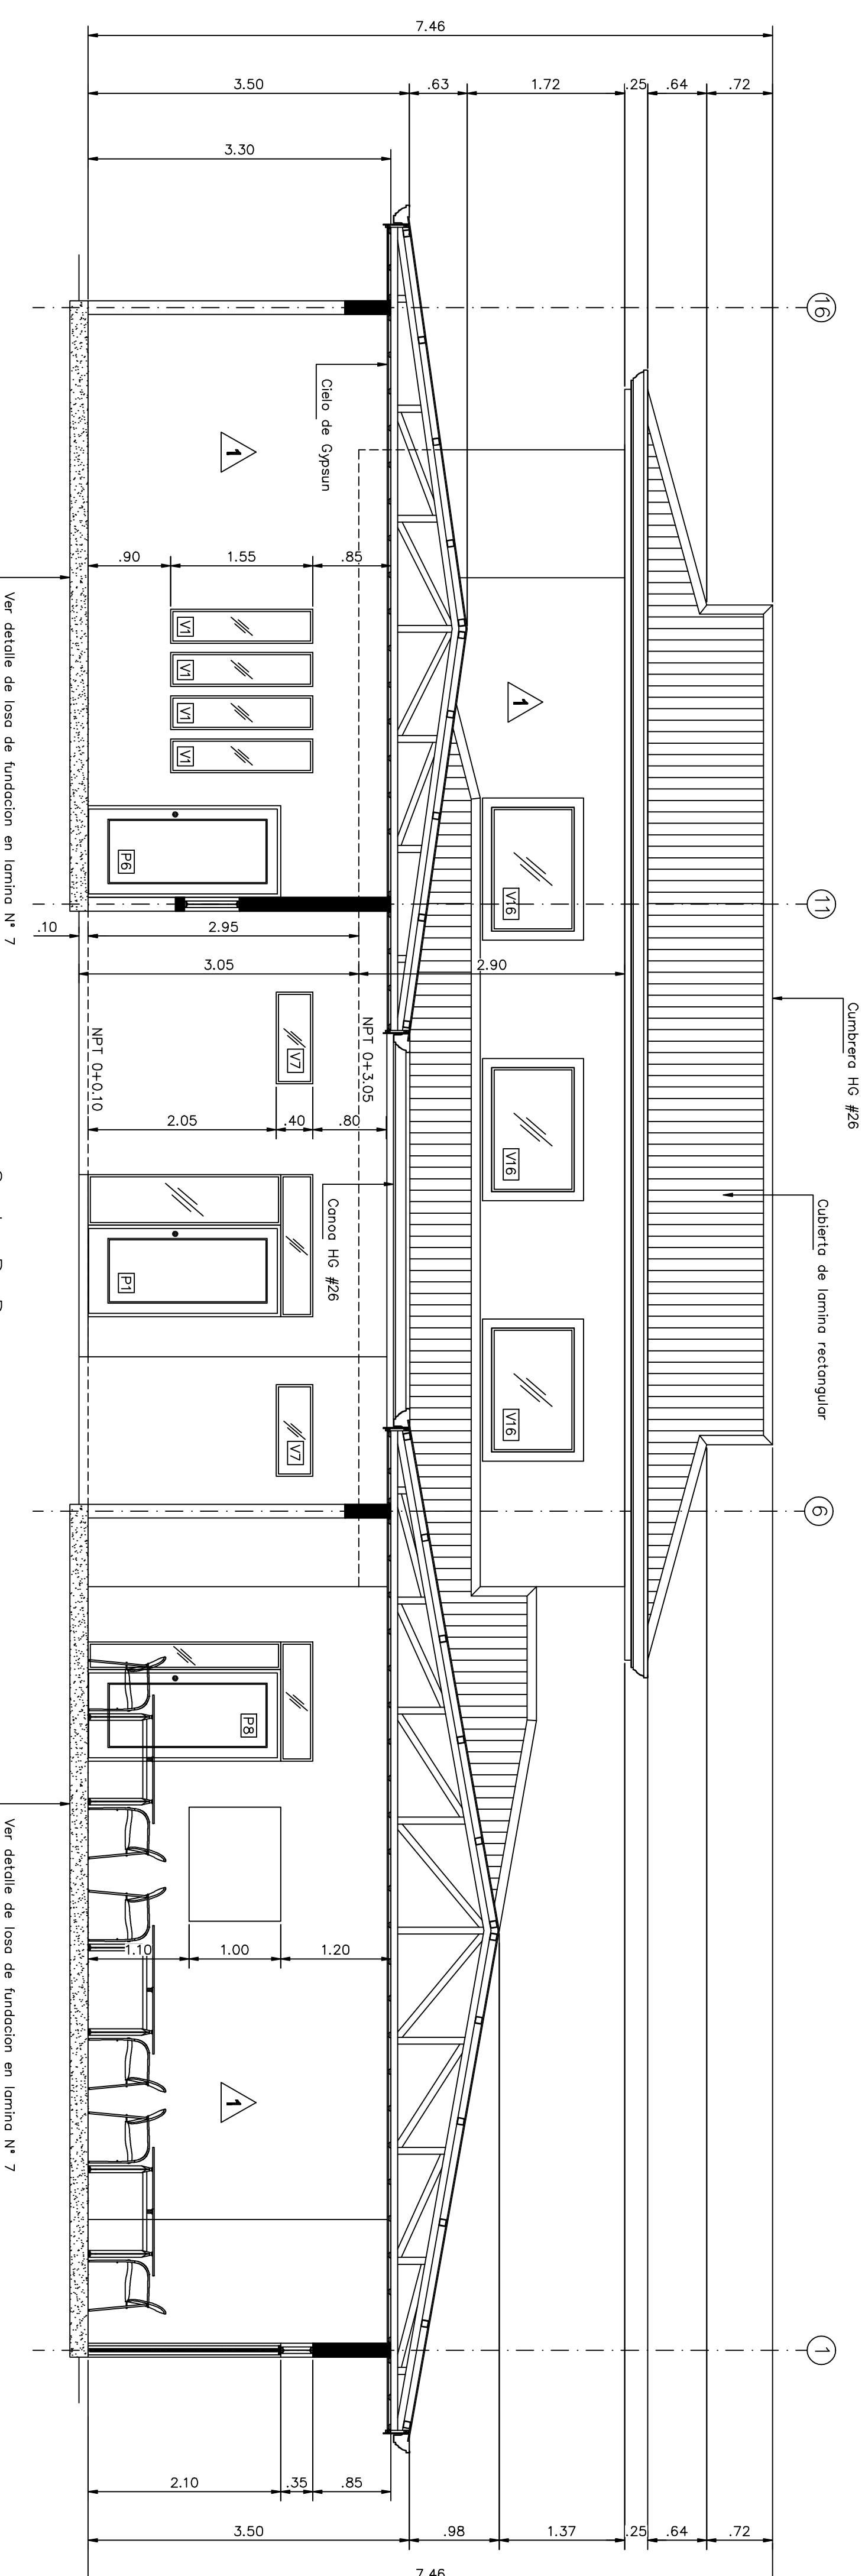 7.46
3.50
.63
1.72
.25
.64
.72
3.30
16
Cielo de Gypsun
1
.90
1.55
.85
V1
V1
V1
V1
1
P6
V16
11
.10
2.95
3.05
2.90
Cumbrera HG #26
NPT 0+0.10
NPT 0+3.05
V7
2.05
.40
.80
V16
Cubierta de lamina rectangular
Canoa HG #26
P1
V16
V7
6
P8
1.10
1.00
1.20
1
1
2.10
.35
.85
3.50
.98
1.37
.25
.64
.72
7.46
Ver detalle de losa de fundacion en lamina N° 7
Ver detalle de losa de fundacion en lamina N° 7